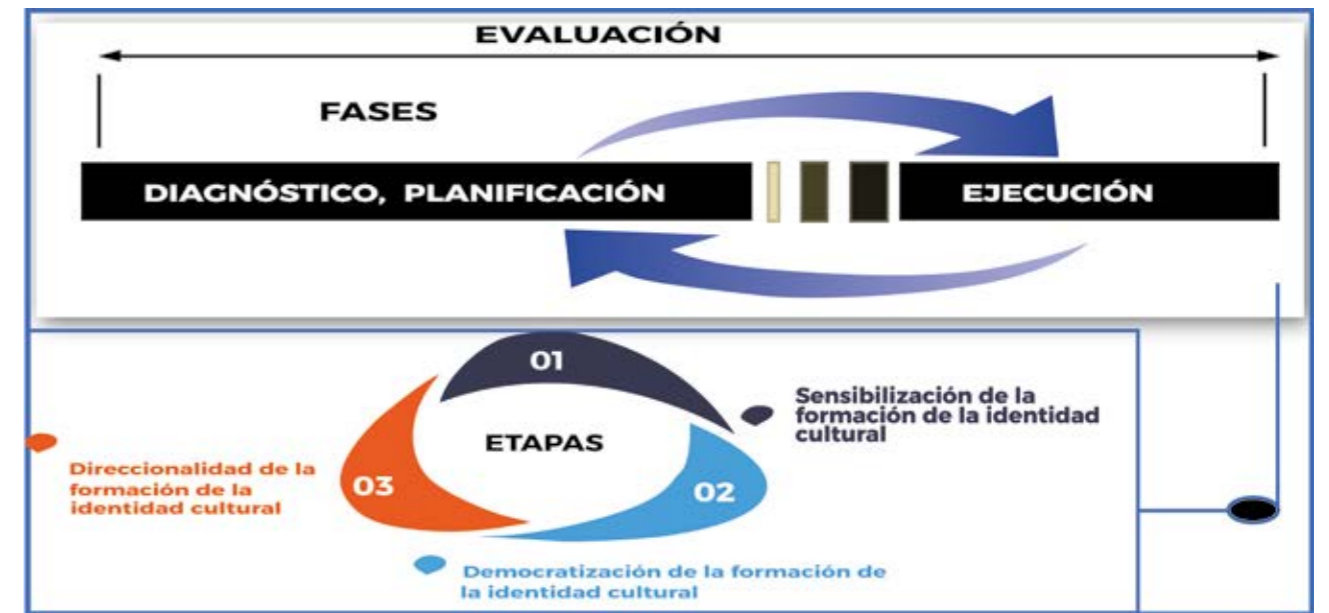 EVALUACIÓN
FASES
DIAGNÓSTICO, PLANIFICACIÓN
EJECUCIÓN
01
Sensibilización de la
formación de la identidad
cultural
ETAPAS
Direccionalidad de la
formación de la
identidad cultural
03
02
Democratización de la formación de
la identidad cultural